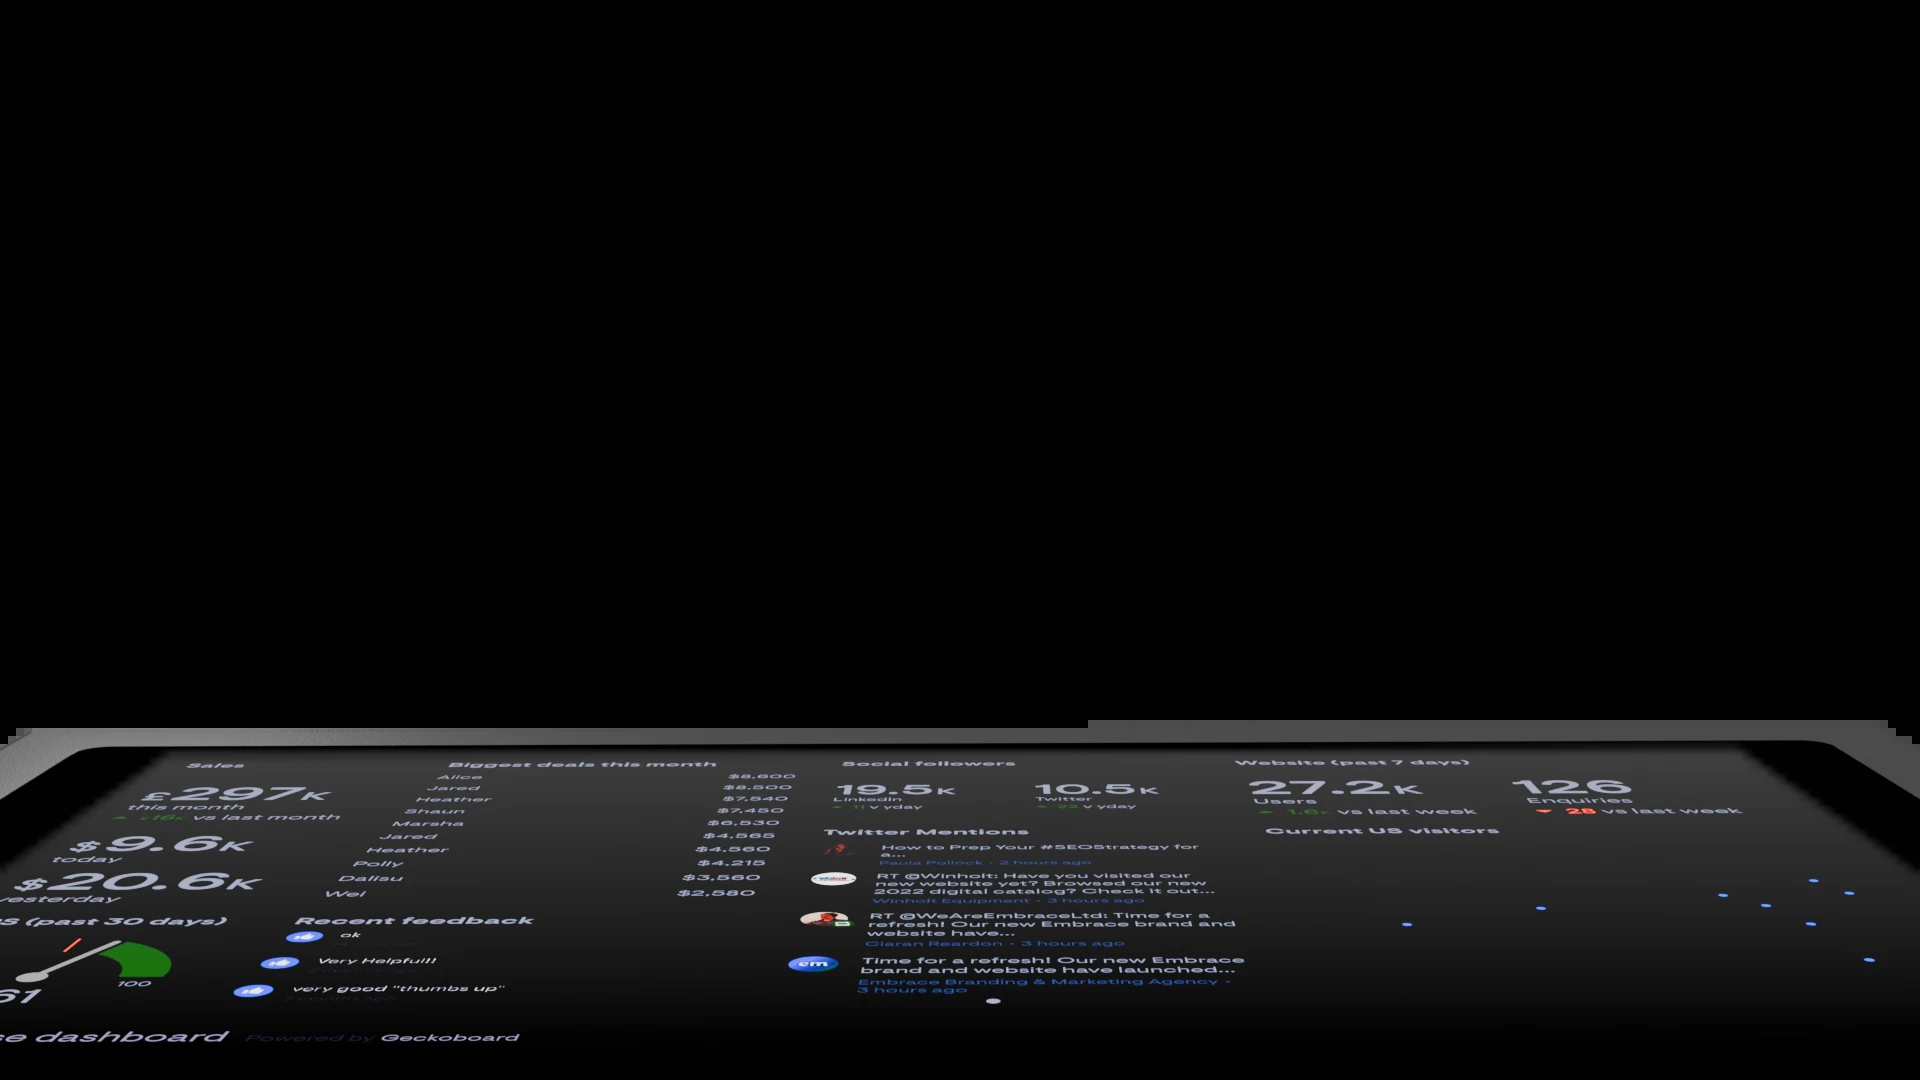 Sales
£297K
this month
£16K vs last month
$9.6K
today
$20.6K
yesterday
Biggest deals this month
Alice $8,600
Jared $8,500
Heather $7,540
Shaun $7,450
Marsha $6,530
Jared $4,565
Heather $4,560
Polly $4,215
Dalisu $3,560
Wei $2,580
S (past 30 days)
61
100
Recent feedback
ok
Very Helpful!!
very good "thumbs up"
Social followers
19.5K
LinkedIn
11 v yday
10.5K
Twitter
22 v yday
Twitter Mentions
How to Prep Your #SEOStrategy for
a...
Paula Pollock · 2 hours ago
winholt
RT @Winholt: Have you visited our
new website yet? Browsed our new
2022 digital catalog? Check it out...
Winholt Equipment · 3 hours ago
RT @WeAreEmbraceLtd: Time for a
refresh! Our new Embrace brand and
website have...
Ciaran Reardon · 3 hours ago
em
Time for a refresh! Our new Embrace
brand and website have launched...
Embrace Branding & Marketing Agency ·
3 hours ago
Website (past 7 days)
27.2K
Users
1.6K vs last week
126
Enquiries
28 vs last week
Current US visitors
se dashboard
Powered by Geckoboard